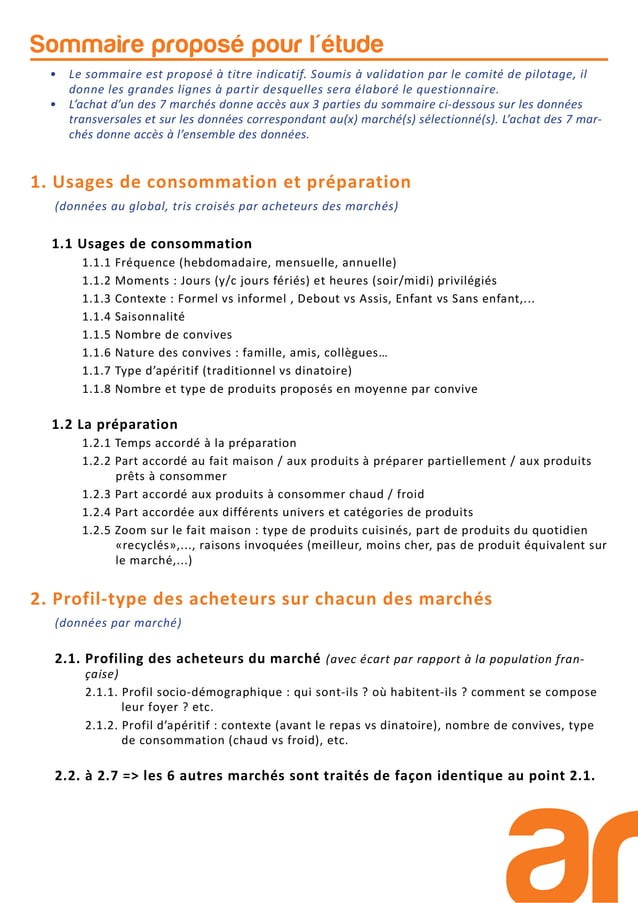 Sommaire proposé pour l´étude
• Le sommaire est proposé à titre indicatif. Soumis à validation par le comité de pilotage, il
donne les grandes lignes à partir desquelles sera élaboré le questionnaire.
• L’achat d’un des 7 marchés donne accès aux 3 parties du sommaire ci-dessous sur les données
transversales et sur les données correspondant au(x) marché(s) sélectionné(s). L’achat des 7 mar-
chés donne accès à l’ensemble des données.
1. Usages de consommation et préparation
(données au global, tris croisés par acheteurs des marchés)
1.1 Usages de consommation
1.1.1 Fréquence (hebdomadaire, mensuelle, annuelle)
1.1.2 Moments : Jours (y/c jours fériés) et heures (soir/midi) privilégiés
1.1.3 Contexte : Formel vs informel , Debout vs Assis, Enfant vs Sans enfant,...
1.1.4 Saisonnalité
1.1.5 Nombre de convives
1.1.6 Nature des convives : famille, amis, collègues…
1.1.7 Type d’apéritif (traditionnel vs dinatoire)
1.1.8 Nombre et type de produits proposés en moyenne par convive
1.2 La préparation
1.2.1 Temps accordé à la préparation
1.2.2 Part accordé au fait maison / aux produits à préparer partiellement / aux produits
prêts à consommer
1.2.3 Part accordé aux produits à consommer chaud / froid
1.2.4 Part accordée aux différents univers et catégories de produits
1.2.5 Zoom sur le fait maison : type de produits cuisinés, part de produits du quotidien
«recyclés»,..., raisons invoquées (meilleur, moins cher, pas de produit équivalent sur
le marché,...)
2. Profil-type des acheteurs sur chacun des marchés
(données par marché)
2.1. Profiling des acheteurs du marché (avec écart par rapport à la population fran-
çaise)
2.1.1. Profil socio-démographique : qui sont-ils ? où habitent-ils ? comment se compose
leur foyer ? etc.
2.1.2. Profil d’apéritif : contexte (avant le repas vs dinatoire), nombre de convives, type
de consommation (chaud vs froid), etc.
2.2. à 2.7 => les 6 autres marchés sont traités de façon identique au point 2.1.
ar